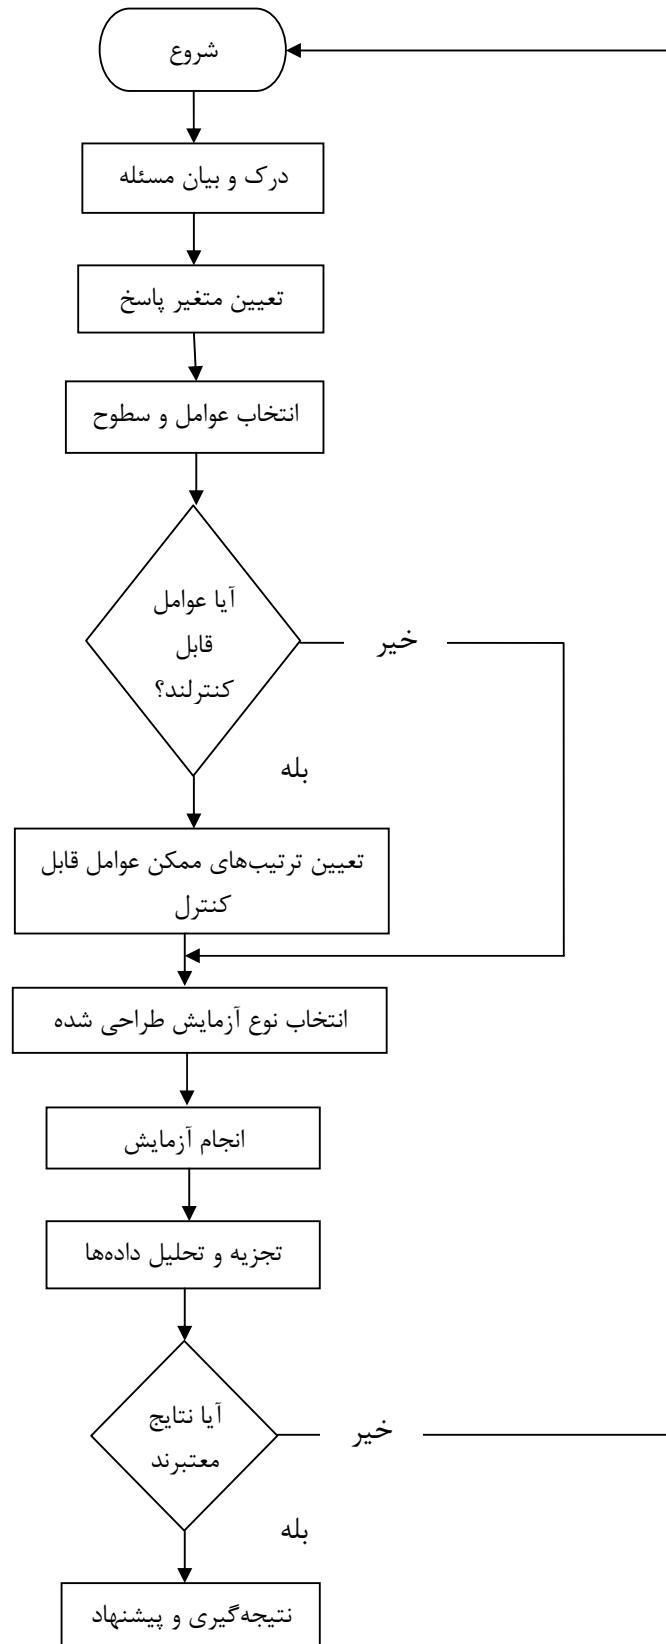 شروع
درک و بیان مسئله
تعیین متغیر پاسخ
انتخاب عوامل و سطوح
آیا عوامل
قابل
کنترلند؟
خیر
بله
تعیین ترتیب‌های ممکن عوامل قابل
کنترل
انتخاب نوع آزمایش طراحی شده
انجام آزمایش
تجزیه و تحلیل داده‌ها
آیا نتایج
معتبرند
خیر
بله
نتیجه‌گیری و پیشنهاد